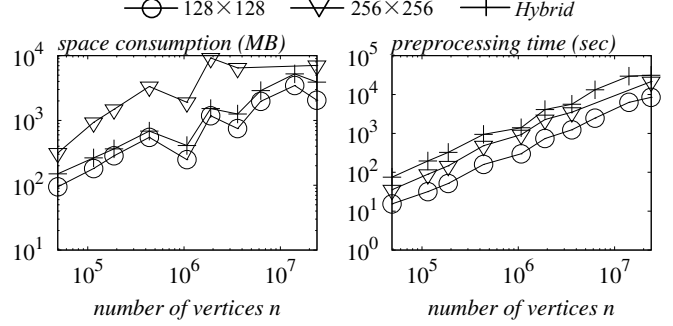 128×128 256×256 Hybrid
space consumption (MB)
10^4
10^3
10^2
10^1
10^5 10^6 10^7
number of vertices n
preprocessing time (sec)
10^5
10^4
10^3
10^2
10^1
10^0
10^5 10^6 10^7
number of vertices n